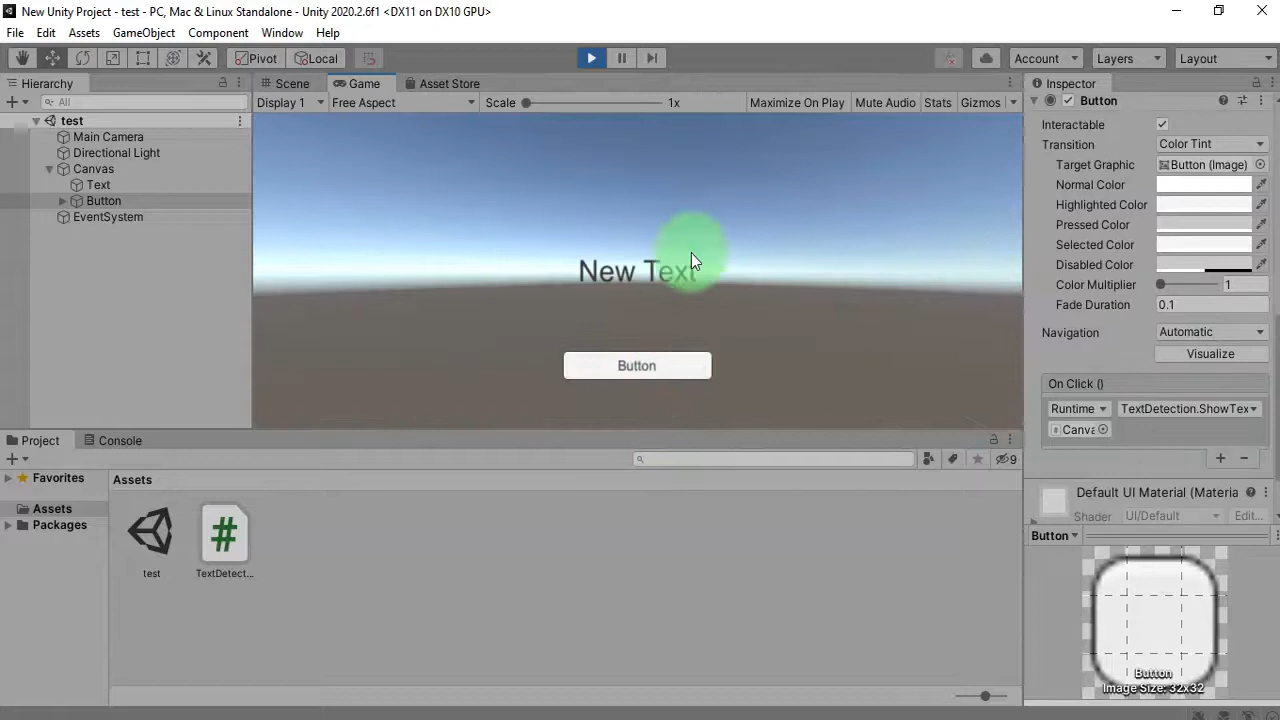 New Unity Project - test - PC, Mac & Linux Standalone - Unity 2020.2.6f1 <DX11 on DX10 GPU>
File Edit Assets GameObject Component Window Help
Pivot Local Account Layers Layout
Hierarchy Scene Game Asset Store Inspector
All Display 1 Free Aspect Scale 1x Maximize On Play Mute Audio Stats Gizmos Button
test
Main Camera
Directional Light
Canvas
Text
Button
EventSystem
New Text
Button
Interactable
Transition Color Tint
Target Graphic Button (Image)
Normal Color
Highlighted Color
Pressed Color
Selected Color
Disabled Color
Color Multiplier 1
Fade Duration 0.1
Navigation Automatic
Visualize
On Click ()
Runtime TextDetection.ShowTex
Canva
Default UI Material (Materia
Shader UI/Default Edit...
Button
Button
Image Size: 32x32
Project Console
9
Favorites
Assets
Packages
Assets
test TextDetect...